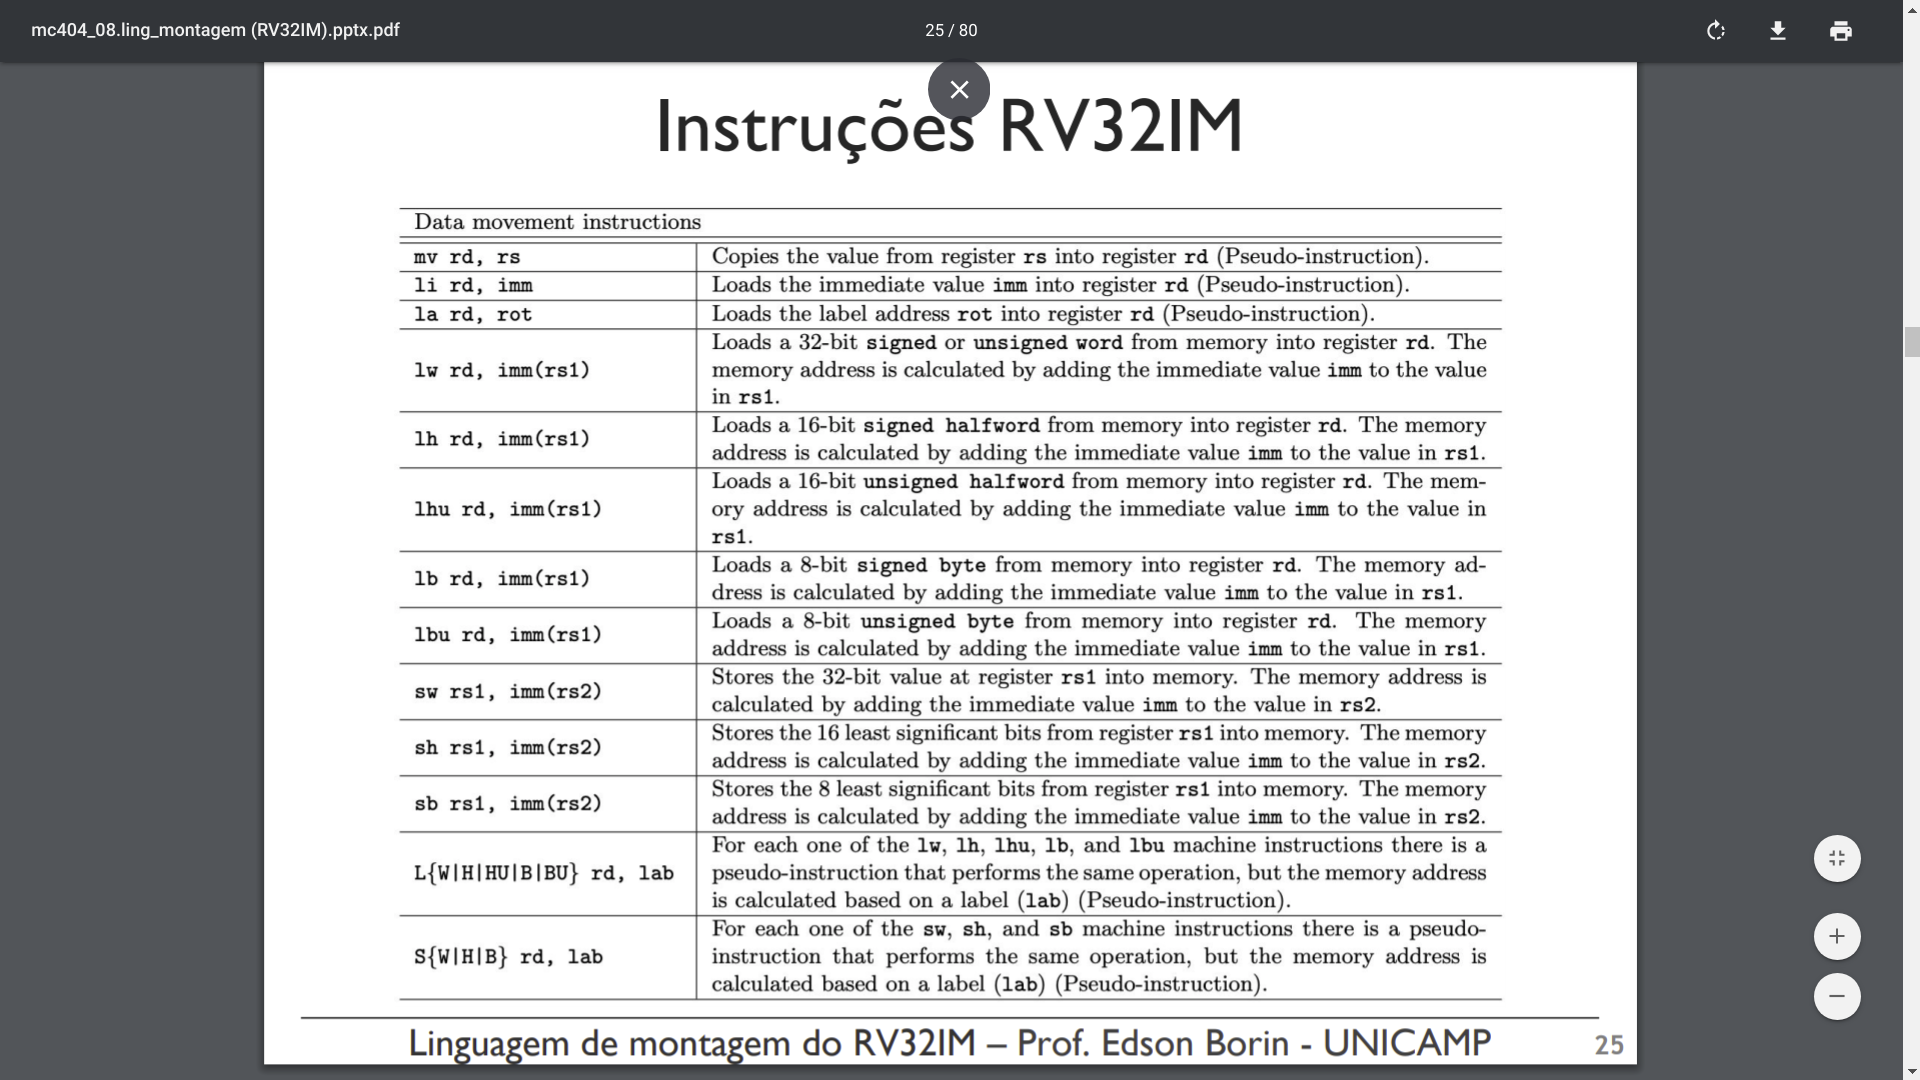 mc404_08.ling_montagem (RV32IM).pptx.pdf
25 / 80
Instruções RV32IM
Data movement instructions
mv rd, rs
Copies the value from register rs into register rd (Pseudo-instruction).
li rd, imm
Loads the immediate value imm into register rd (Pseudo-instruction).
la rd, rot
Loads the label address rot into register rd (Pseudo-instruction).
lw rd, imm(rs1)
Loads a 32-bit signed or unsigned word from memory into register rd. The
memory address is calculated by adding the immediate value imm to the value
in rs1.
lh rd, imm(rs1)
Loads a 16-bit signed halfword from memory into register rd. The memory
address is calculated by adding the immediate value imm to the value in rs1.
lhu rd, imm(rs1)
Loads a 16-bit unsigned halfword from memory into register rd. The mem-
ory address is calculated by adding the immediate value imm to the value in
rs1.
lb rd, imm(rs1)
Loads a 8-bit signed byte from memory into register rd. The memory ad-
dress is calculated by adding the immediate value imm to the value in rs1.
lbu rd, imm(rs1)
Loads a 8-bit unsigned byte from memory into register rd. The memory
address is calculated by adding the immediate value imm to the value in rs1.
sw rs1, imm(rs2)
Stores the 32-bit value at register rs1 into memory. The memory address is
calculated by adding the immediate value imm to the value in rs2.
sh rs1, imm(rs2)
Stores the 16 least significant bits from register rs1 into memory. The memory
address is calculated by adding the immediate value imm to the value in rs2.
sb rs1, imm(rs2)
Stores the 8 least significant bits from register rs1 into memory. The memory
address is calculated by adding the immediate value imm to the value in rs2.
L{W|H|HU|B|BU} rd, lab
For each one of the lw, lh, lhu, lb, and lbu machine instructions there is a
pseudo-instruction that performs the same operation, but the memory address
is calculated based on a label (lab) (Pseudo-instruction).
S{W|H|B} rd, lab
For each one of the sw, sh, and sb machine instructions there is a pseudo-
instruction that performs the same operation, but the memory address is
calculated based on a label (lab) (Pseudo-instruction).
Linguagem de montagem do RV32IM – Prof. Edson Borin - UNICAMP
25